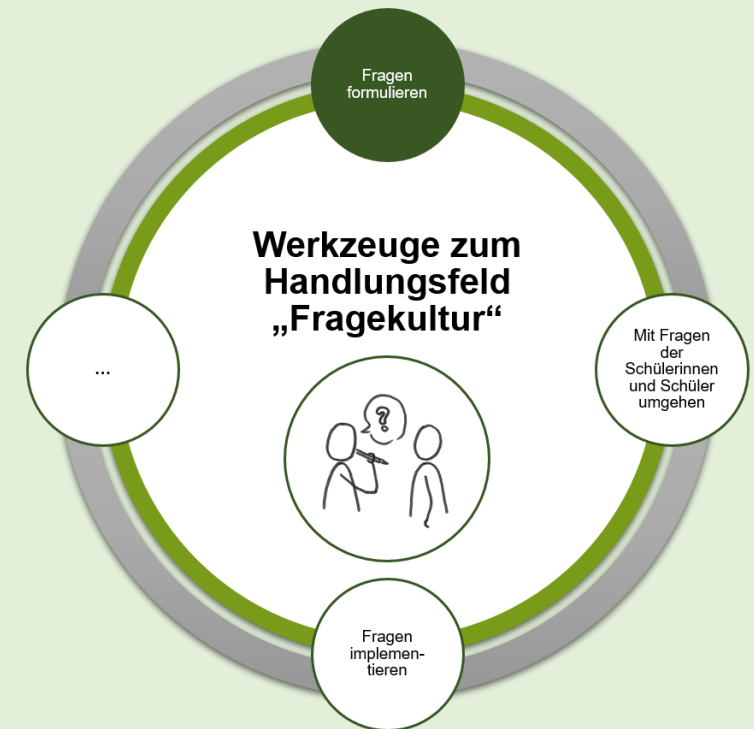 Fragen
formulieren
Werkzeuge zum
Handlungsfeld
„Fragekultur“
...
Mit Fragen
der
Schülerinnen
und Schüler
umgehen
?
Fragen
implemen-
tieren